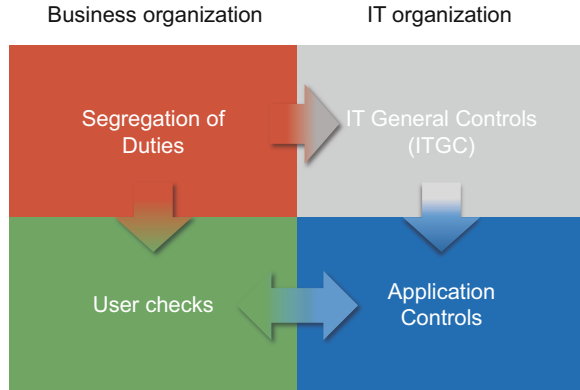 Business organization
IT organization
Segregation of
Duties
IT General Controls
(ITGC)
User checks
Application
Controls